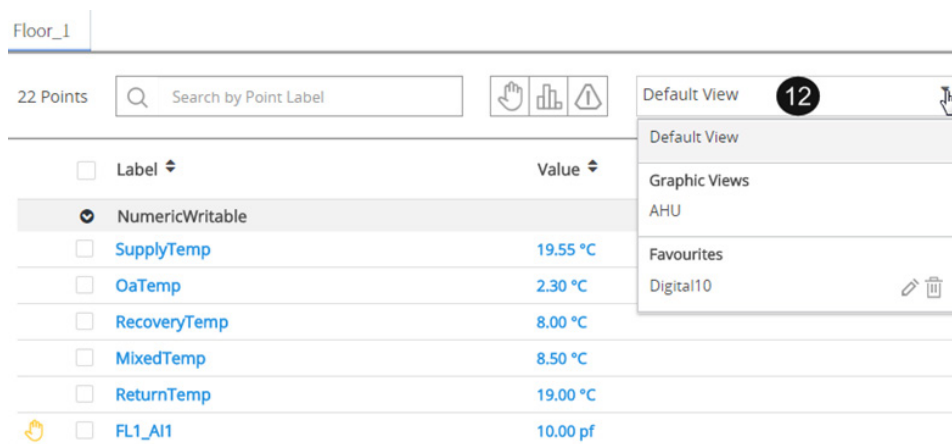 Floor_1
22 Points
Search by Point Label
Default View
12
Default View
Graphic Views
AHU
Favourites
Digital10
Label
Value
NumericWritable
SupplyTemp 19.55 °C
OaTemp 2.30 °C
RecoveryTemp 8.00 °C
MixedTemp 8.50 °C
ReturnTemp 19.00 °C
FL1_AI1 10.00 pf